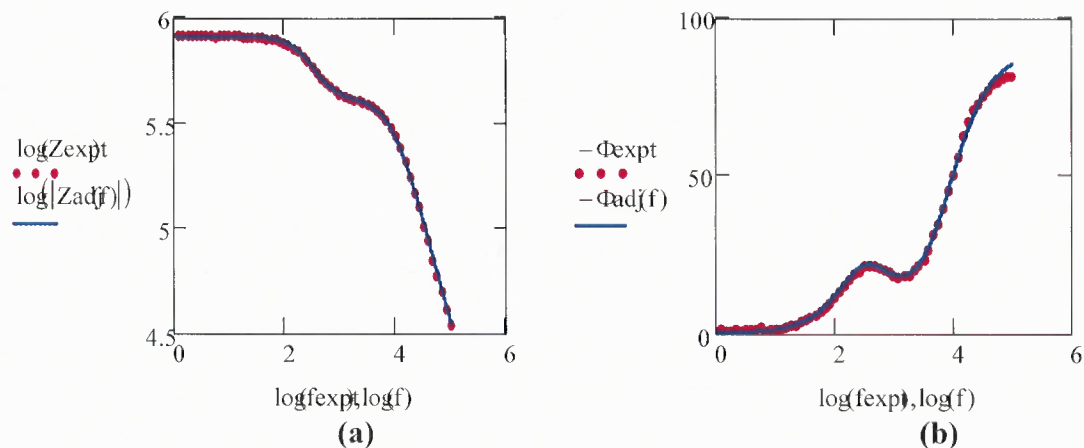 6
5.5
5
4.5
0
2
4
6
log(Zexpt)
log(|Zadj(f)|)
log(fexpt),log(f)
(a)
100
50
0
0
2
4
6
−Φexpt
−Φadj(f)
log(fexp),log(f)
(b)